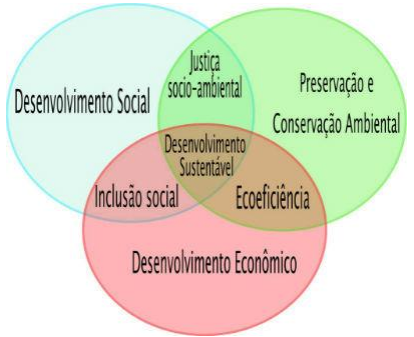 Justiça
socio-ambiental
Desenvolvimento Social
Preservação e
Conservação Ambiental
Desenvolvimento
Sustentável
Inclusão social
Ecoeficiência
Desenvolvimento Econômico